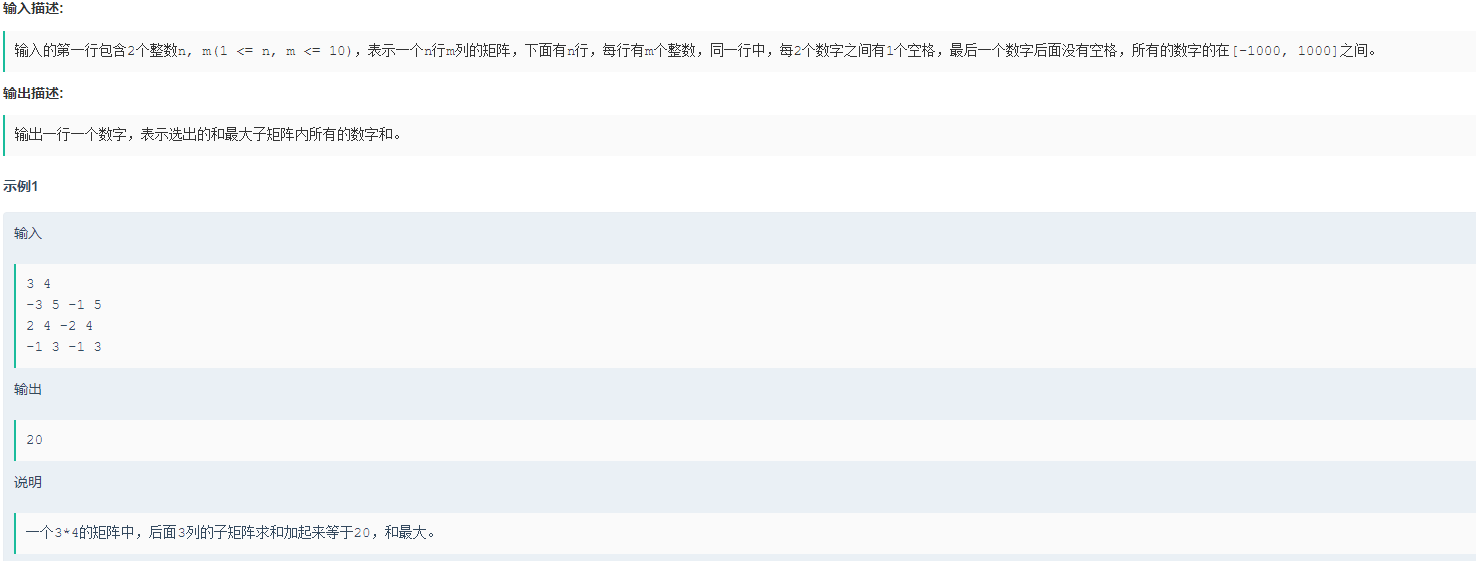 输入描述:
输入的第一行包含2个整数n, m(1 <= n, m <= 10)，表示一个n行m列的矩阵，下面有n行，每行有m个整数，同一行中，每2个数字之间有1个空格，最后一个数字后面没有空格，所有的数字的在[-1000, 1000]之间。
输出描述:
输出一行一个数字，表示选出的和最大子矩阵内所有的数字和。
示例1
输入
3 4
-3 5 -1 5
2 4 -2 4
-1 3 -1 3
输出
20
说明
一个3*4的矩阵中，后面3列的子矩阵求和加起来等于20，和最大。